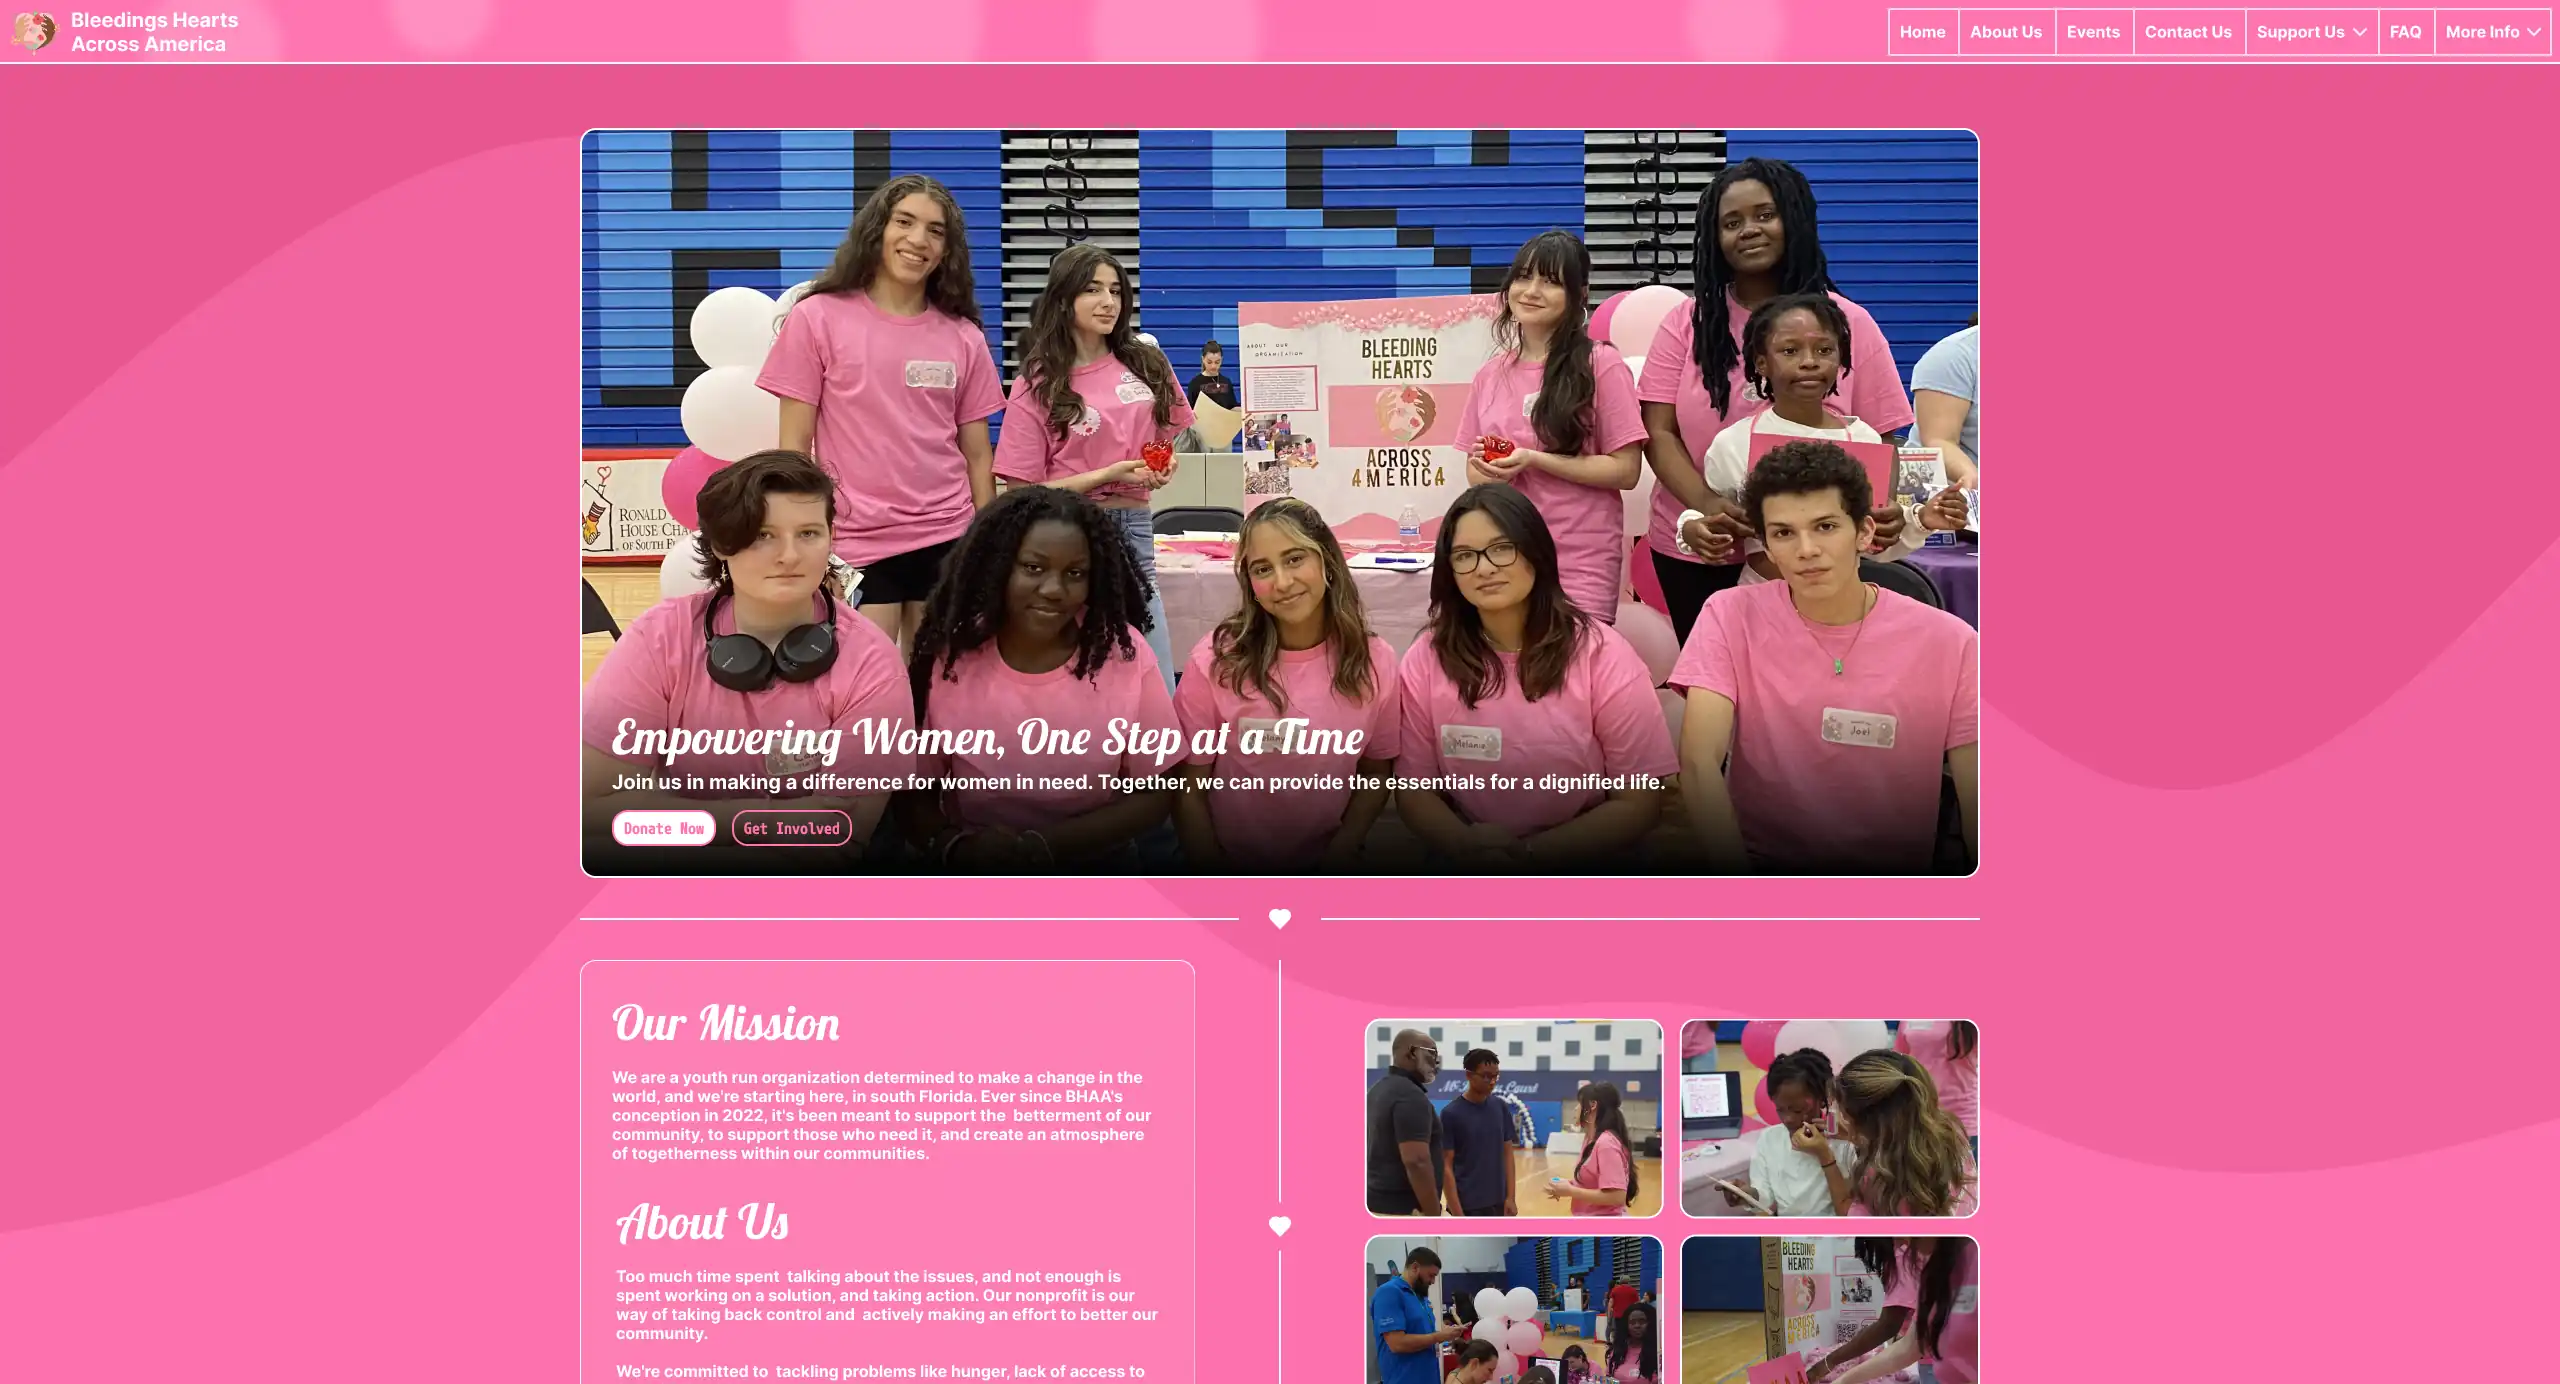 Bleedings Hearts
Across America
Home
About Us
Events
Contact Us
Support Us
FAQ
More Info
ABOUT OUR
ORGANIZATION
BLEEDING
HEARTS
ACROSS
4MERIC4
RONALD
HOUSE CHA
OF SOUTH F
Melanie
Joel
Empowering Women, One Step at a Time
Join us in making a difference for women in need. Together, we can provide the essentials for a dignified life.
Donate Now
Get Involved
Our Mission
We are a youth run organization determined to make a change in the
world, and we're starting here, in south Florida. Ever since BHAA's
conception in 2022, it's been meant to support the  betterment of our
community, to support those who need it, and create an atmosphere
of togetherness within our communities.
About Us
Too much time spent  talking about the issues, and not enough is
spent working on a solution, and taking action. Our nonprofit is our
way of taking back control and  actively making an effort to better our
community.
We're committed to  tackling problems like hunger, lack of access to
Court
BLEEDING
HEARTS
ACROSS
4MERIC4